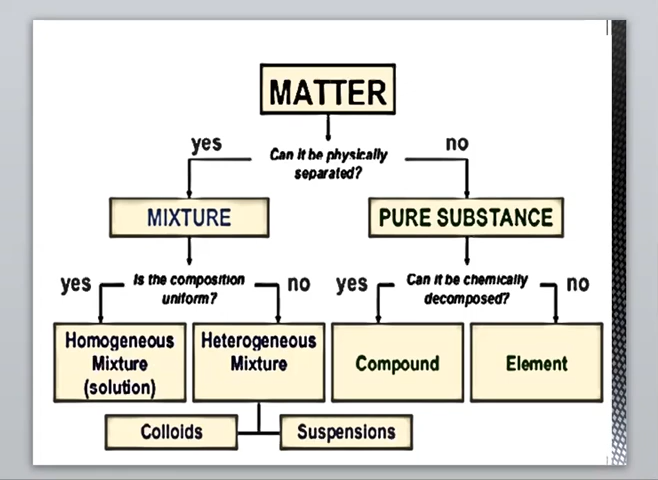 MATTER
yes
Can it be physically
separated?
no
MIXTURE
PURE SUBSTANCE
yes
Is the composition
uniform?
no
yes
Can it be chemically
decomposed?
no
Homogeneous
Mixture
(solution)
Heterogeneous
Mixture
Compound
Element
Colloids
Suspensions